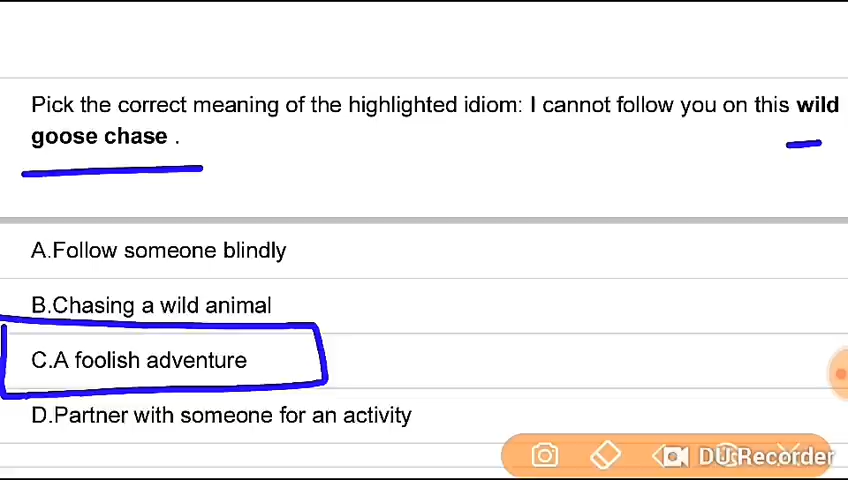 Pick the correct meaning of the highlighted idiom: I cannot follow you on this wild
goose chase .
A.Follow someone blindly
B.Chasing a wild animal
C.A foolish adventure
D.Partner with someone for an activity
DU Recorder